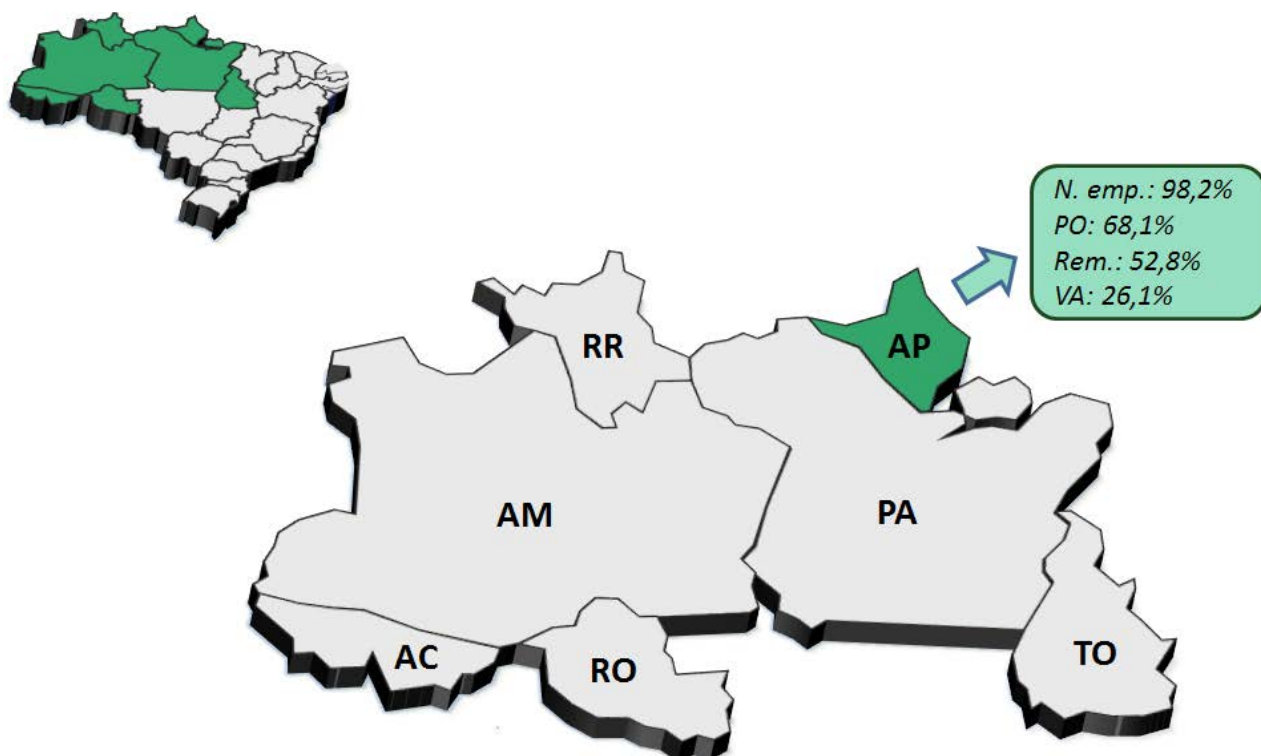 N. emp.: 98,2%
PO: 68,1%
Rem.: 52,8%
VA: 26,1%
RR
AP
AM
PA
AC
RO
TO